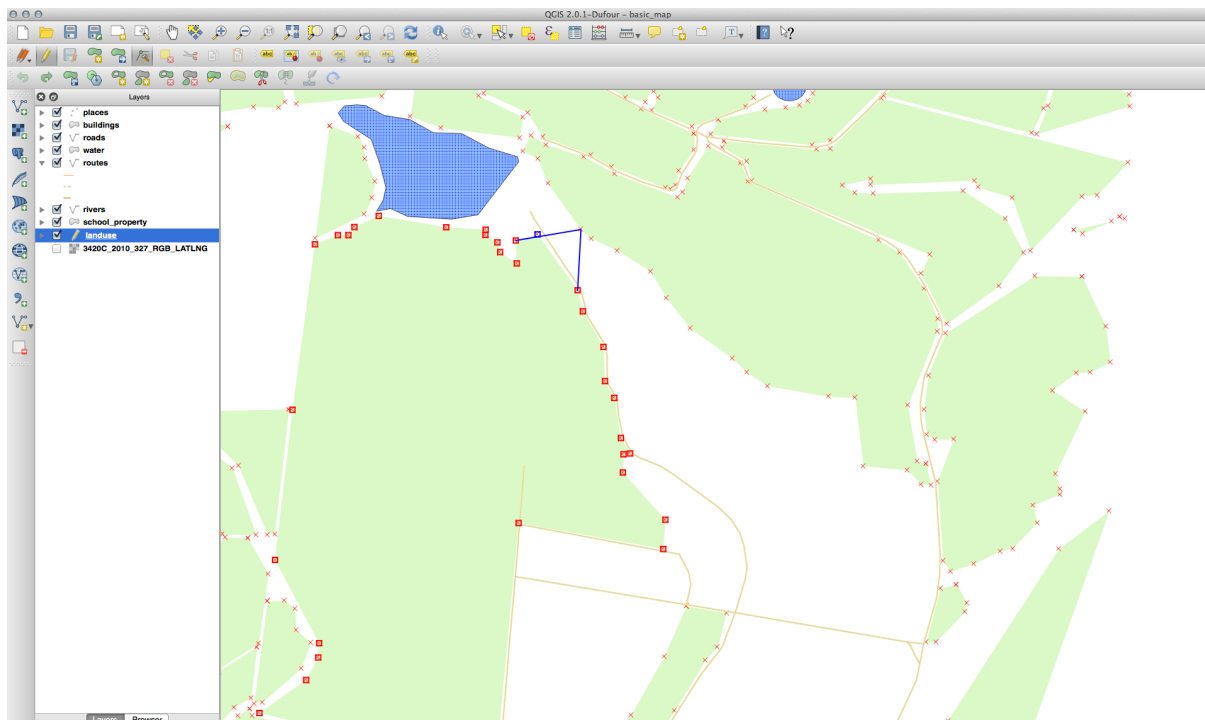 QGIS 2.0.1-Dufour - basic_map
Layers
places
buildings
roads
water
routes
rivers
school_property
landuse
3420C_2010_327_RGB_LATLNG
Layers Browser